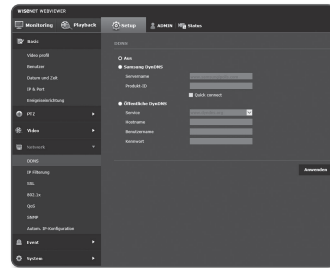 WISENET WEBVIEWER
Monitoring Playback Setup ADMIN Status
Basic
Video profil
Benutzer
Datum und Zeit
IP & Port
Ereigniseinrichtung
PTZ
Video
Network
DDNS
IP Filterung
SSL
802.1x
QoS
SNMP
Autom. IP-Konfiguration
Event
System
DDNS
Aus
Samsung DynDNS
Servername
Produkt-ID
Quick connect
Öffentliche DynDNS
Service
Hostname
Benutzername
Kennwort
Anwenden